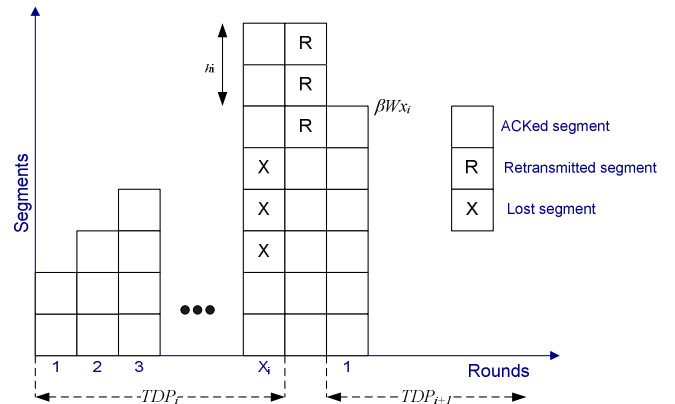 hi
R
R
R
βWxi
X
X
X
ACKed segment
R Retransmitted segment
X Lost segment
Segments
1 2 3 Xi 1
Rounds
TDPi
TDPi+1